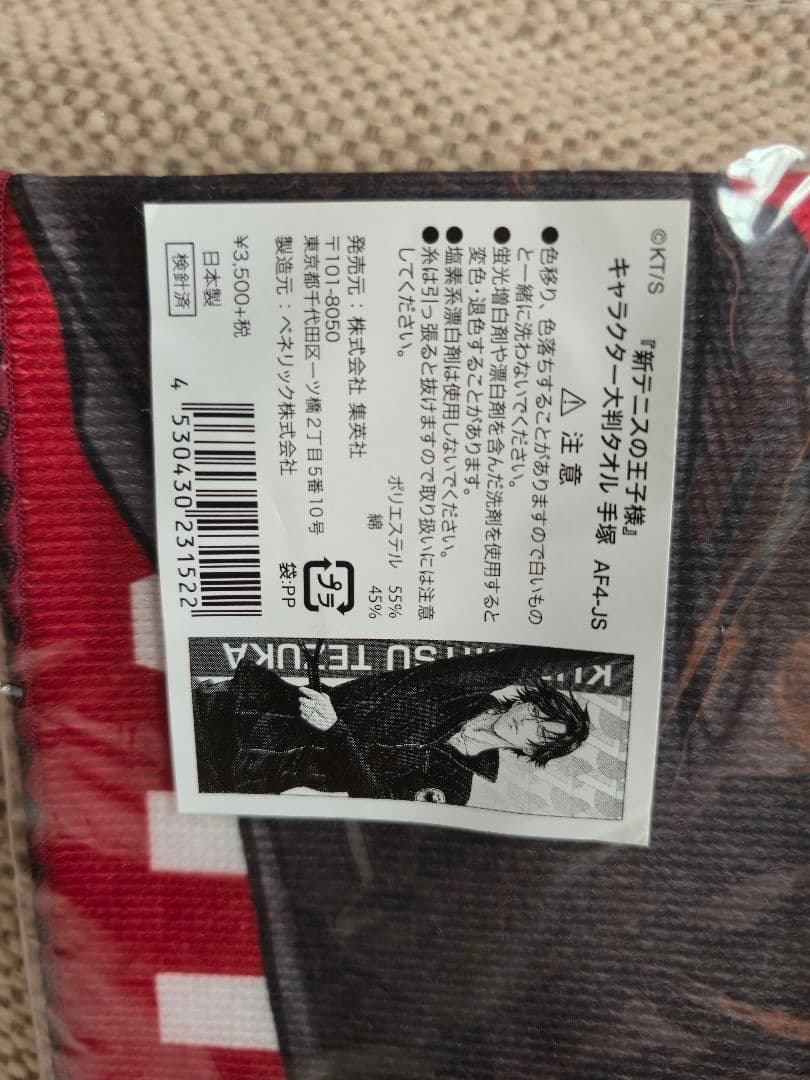 ©KT/S
『新テニスの王子様』
キャラクター大判タオル 手塚 AF4-JS
⚠ 注意
●色移り、色落ちすることがありますので白いもの
と一緒に洗わないでください。
●蛍光増白剤や漂白剤を含んだ洗剤を使用すると
変色・退色することがあります。
●塩素系漂白剤は使用しないでください。
●糸は引っ張ると抜けますので取り扱いには注意
してください。
ポリエステル 55%
綿 45%
発売元：株式会社 集英社
〒101-8050
東京都千代田区一ツ橋2丁目5番10号
製造元：ベネリック株式会社
プラ
袋:PP
¥3,500+税
日本製
検針済
4 530430 231522
TEZUKA